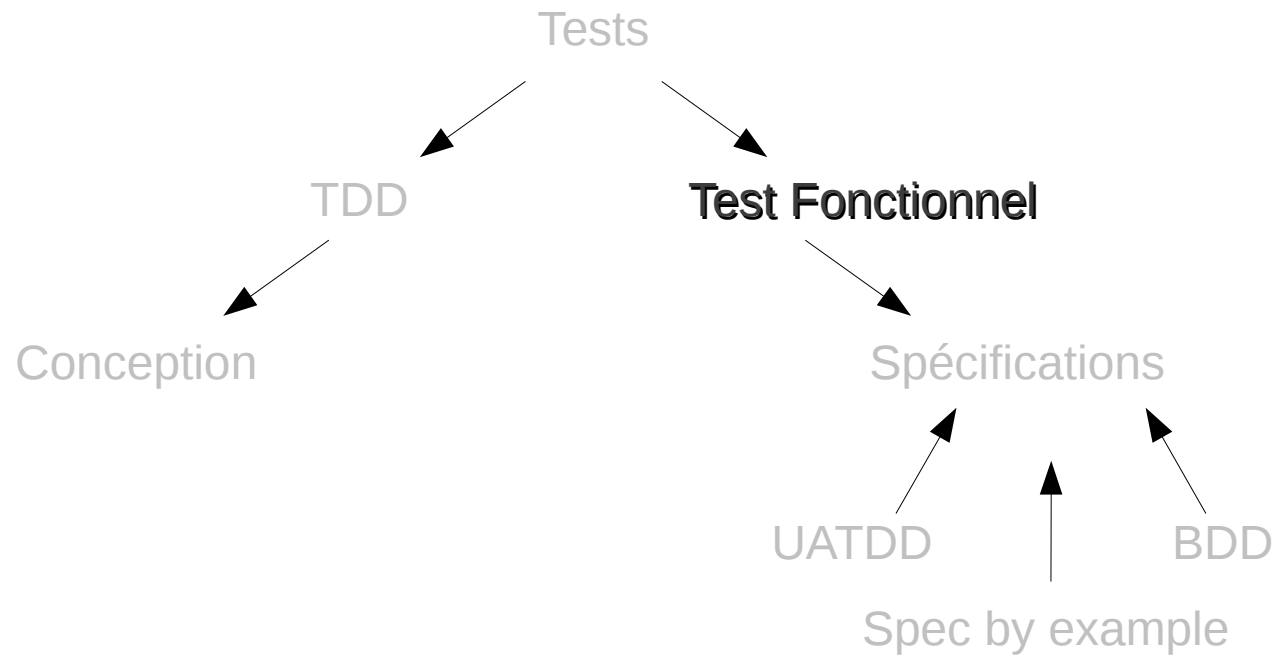 Tests
TDD
Test Fonctionnel
Conception
Spécifications
UATDD
BDD
Spec by example